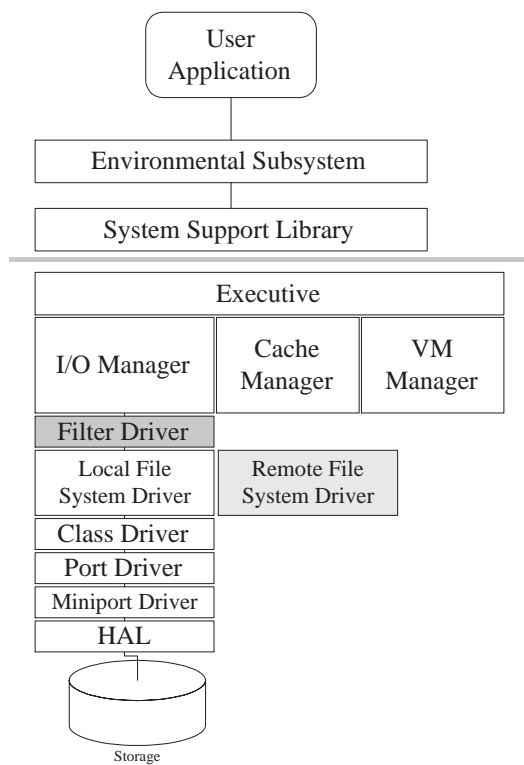 User
Application
Environmental Subsystem
System Support Library
Executive
I/O Manager
Cache
Manager
VM
Manager
Filter Driver
Local File
System Driver
Remote File
System Driver
Class Driver
Port Driver
Miniport Driver
HAL
Storage